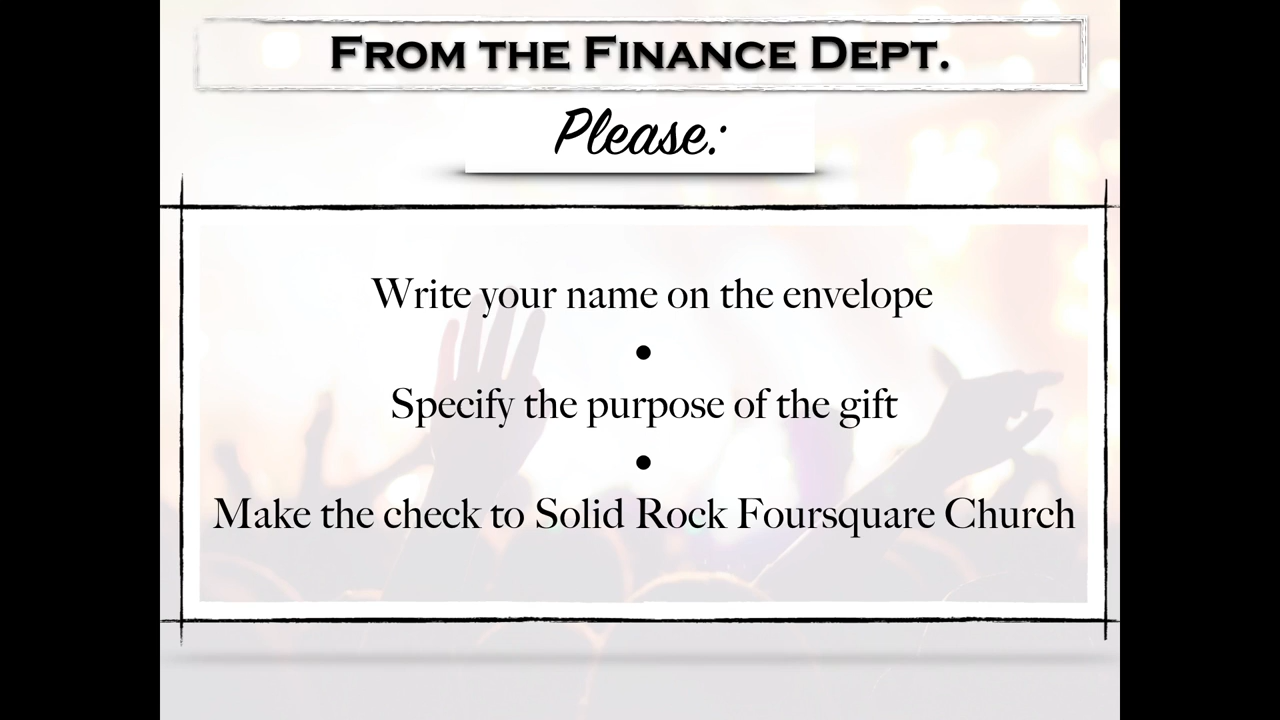 From the Finance Dept.
Please:
Write your name on the envelope
•
Specify the purpose of the gift
•
Make the check to Solid Rock Foursquare Church